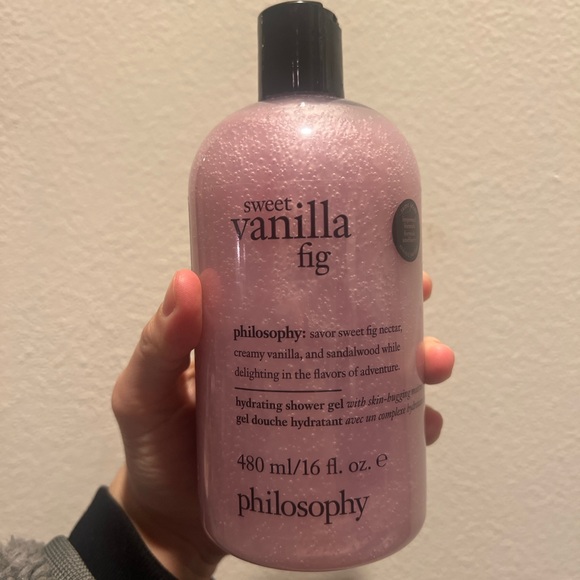 sweet
vanilla
fig
philosophy: savor sweet fig nectar,
creamy vanilla, and sandalwood while
delighting in the flavors of adventure.
hydrating shower gel with skin-hugging
gel douche hydratant avec un complexe
480 ml/16 fl. oz. ℮
philosophy